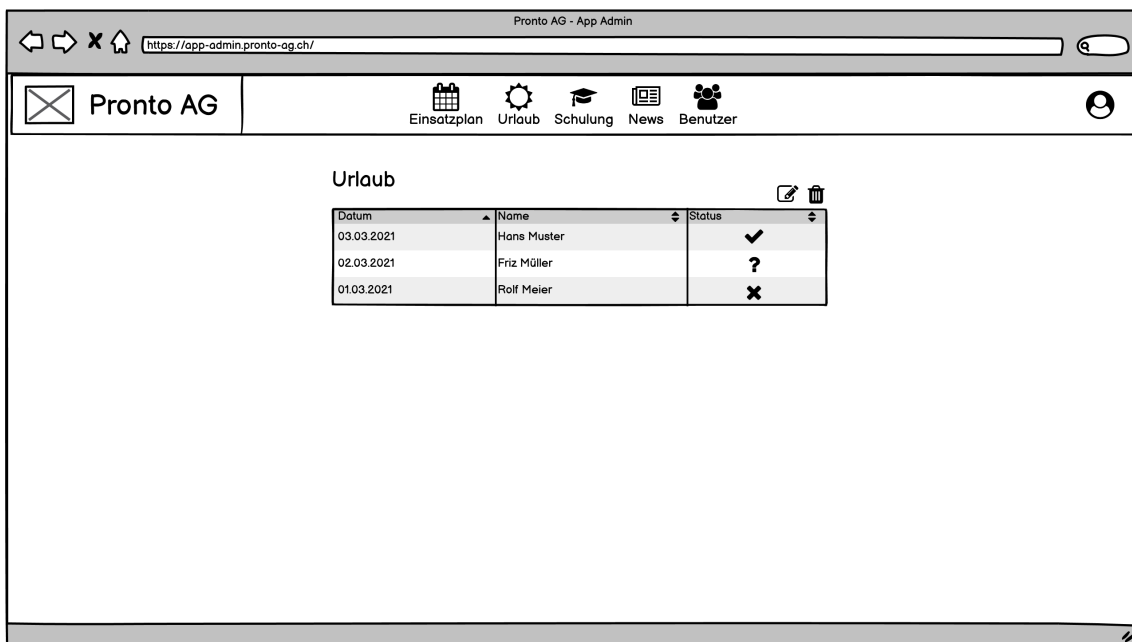 Pronto AG - App Admin
https://app-admin.pronto-ag.ch/
Pronto AG
Einsatzplan Urlaub Schulung News Benutzer
Urlaub
Datum Name Status
03.03.2021 Hans Muster
02.03.2021 Friz Müller ?
01.03.2021 Rolf Meier